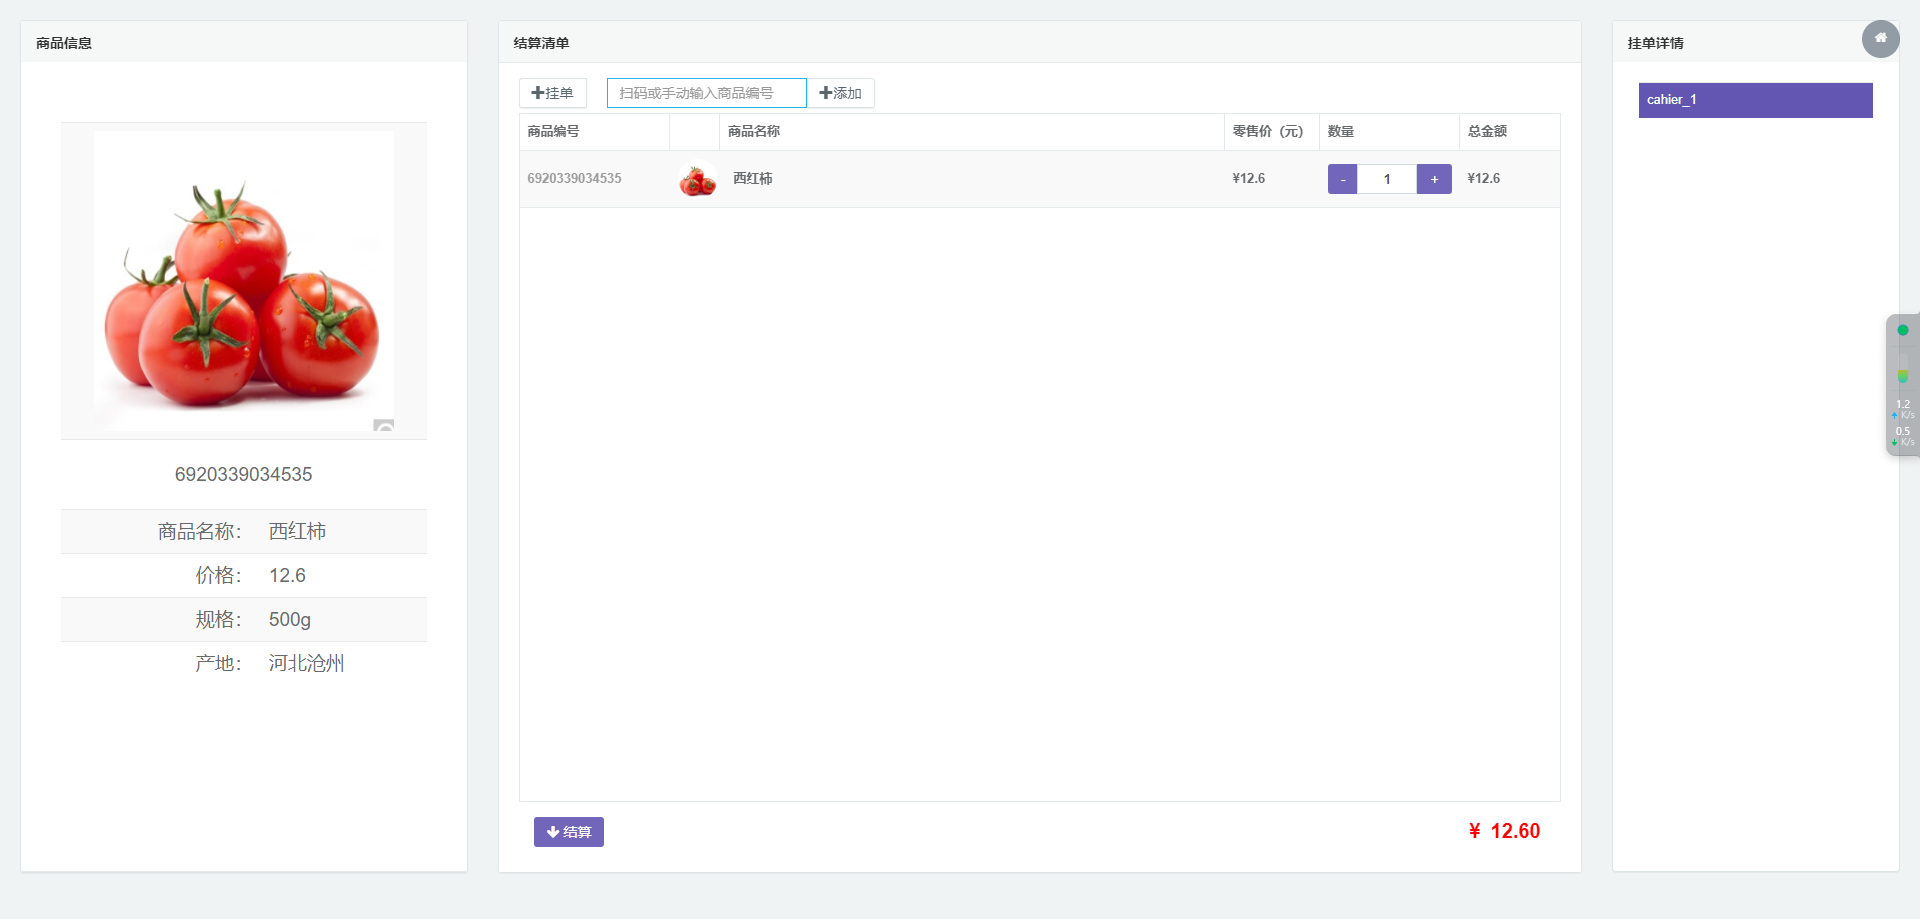 商品信息
6920339034535
商品名称： 西红柿
价格： 12.6
规格： 500g
产地： 河北沧州
结算清单
挂单 扫码或手动输入商品编号 添加
商品编号 商品名称 零售价（元） 数量 总金额
6920339034535 西红柿 ¥12.6 - 1 + ¥12.6
结算 ¥ 12.60
挂单详情
cahier_1
1.2
K/s
0.5
K/s